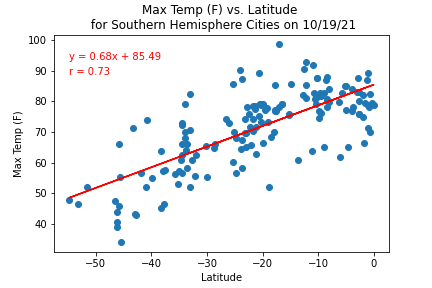 Max Temp (F) vs. Latitude
for Southern Hemisphere Cities on 10/19/21
100
y = 0.68x + 85.49
r = 0.73
90
80
70
60
50
40
Max Temp (F)
−50
−40
−30
−20
−10
0
Latitude